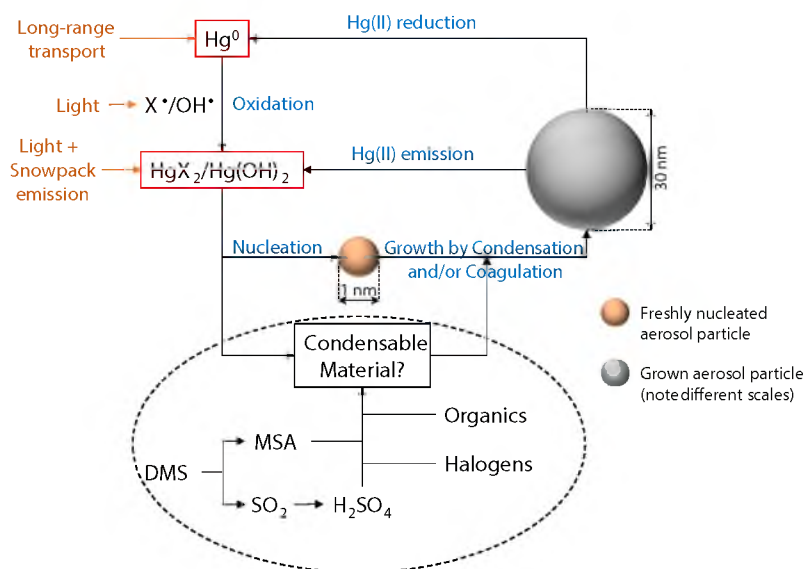 Long-range
transport
Hg⁰
Hg(II) reduction
Light
X•/OH•
Oxidation
Light +
Snowpack
emission
HgX₂/Hg(OH)₂
Hg(II) emission
30 nm
Nucleation
Growth by Condensation
and/or Coagulation
1 nm
Freshly nucleated
aerosol particle
Condensable
Material?
Grown aerosol particle
(note different scales)
Organics
MSA
Halogens
DMS
SO₂
H₂SO₄